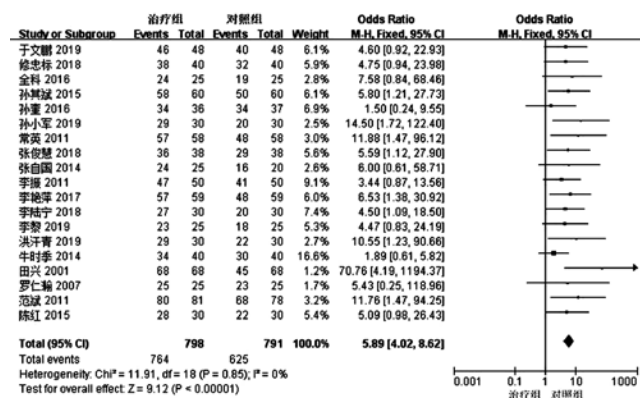 治疗组 对照组 Odds Ratio Odds Ratio
Study or Subgroup Events Total Events Total Weight M-H, Fixed, 95% CI M-H, Fixed, 95% CI
于文鹏 2019 46 48 40 48 6.1% 4.60 [0.92, 22.93]
修忠标 2018 38 40 32 40 5.9% 4.75 [0.94, 23.98]
全科 2016 24 25 19 25 2.9% 7.58 [0.84, 68.46]
孙其斌 2015 58 60 50 60 5.9% 5.80 [1.21, 27.73]
孙奎 2016 34 36 34 37 6.1% 1.50 [0.24, 9.55]
孙小军 2019 29 30 20 30 2.3% 14.50 [1.72, 122.40]
常英 2011 57 58 48 58 2.8% 11.88 [1.47, 96.12]
张俊慧 2018 36 38 29 38 5.2% 5.59 [1.12, 27.90]
张自国 2014 24 25 16 20 2.6% 6.00 [0.61, 58.71]
李振 2011 47 50 41 50 8.6% 3.44 [0.87, 13.56]
李艳萍 2017 57 59 48 59 5.5% 6.53 [1.38, 30.92]
李陆宁 2018 27 30 20 30 7.0% 4.50 [1.09, 18.50]
李黎 2019 23 25 18 25 5.2% 4.47 [0.83, 24.19]
洪汗青 2019 29 30 22 30 2.4% 10.55 [1.23, 90.66]
牛时季 2014 34 40 30 40 16.6% 1.89 [0.61, 5.82]
田兴 2001 68 68 45 68 1.2% 70.76 [4.19, 1194.37]
罗仁瀚 2007 25 25 23 25 1.7% 5.43 [0.25, 118.96]
范斌 2011 80 81 68 78 3.2% 11.76 [1.47, 94.25]
陈红 2015 28 30 22 30 5.3% 5.09 [0.98, 26.43]
Total (95% CI) 798 791 100.0% 5.89 [4.02, 8.62]
Total events 764 625
Heterogeneity: Chi² = 11.91, df = 18 (P = 0.85); I² = 0%
Test for overall effect: Z = 9.12 (P < 0.00001)
0.001 0.1 1 10 1000
治疗组 对照组